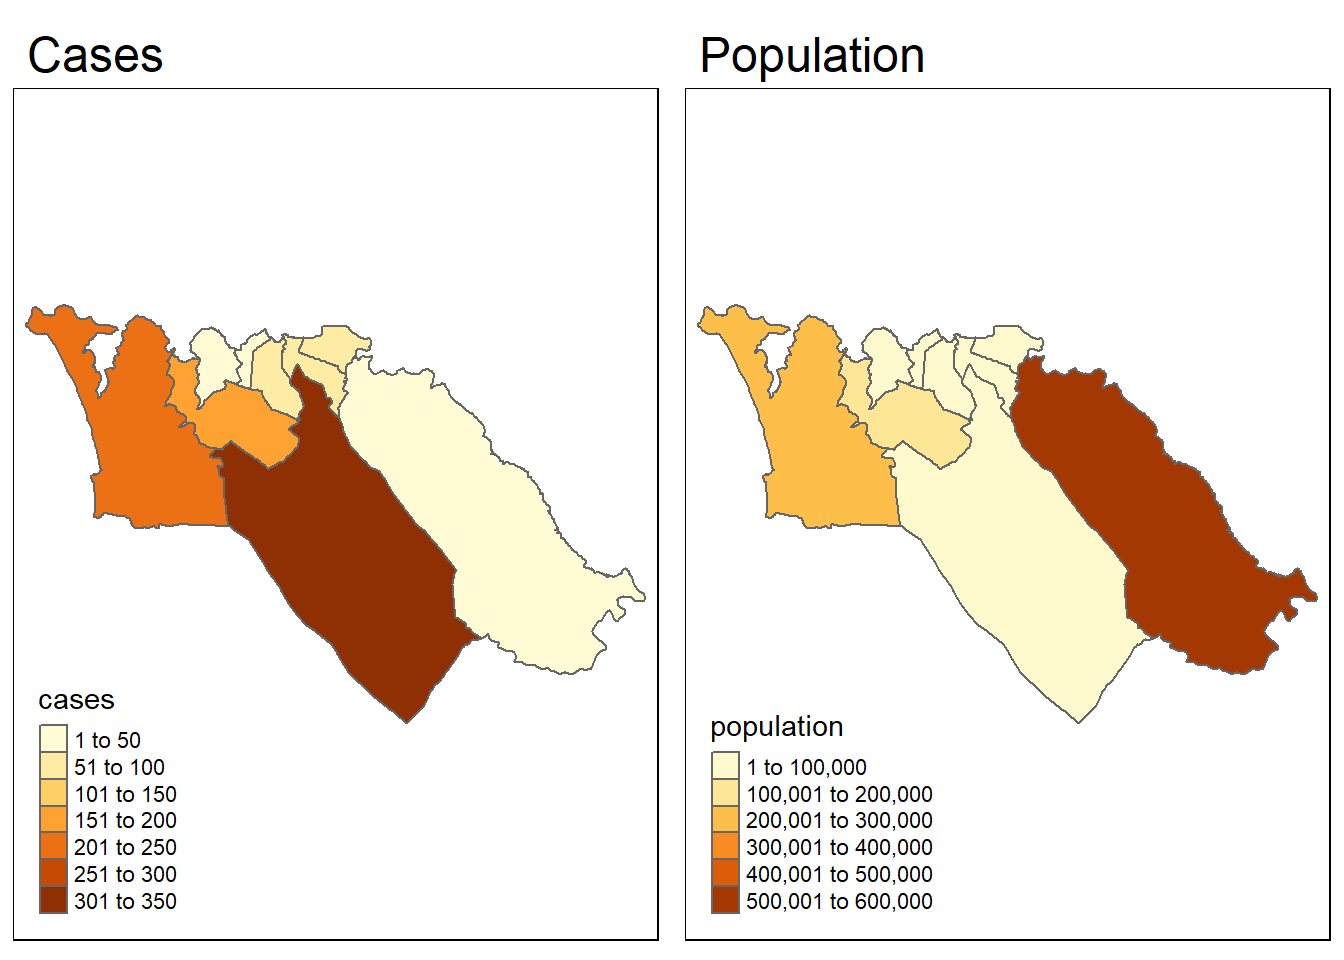 Cases
cases
1 to 50
51 to 100
101 to 150
151 to 200
201 to 250
251 to 300
301 to 350
Population
population
1 to 100,000
100,001 to 200,000
200,001 to 300,000
300,001 to 400,000
400,001 to 500,000
500,001 to 600,000